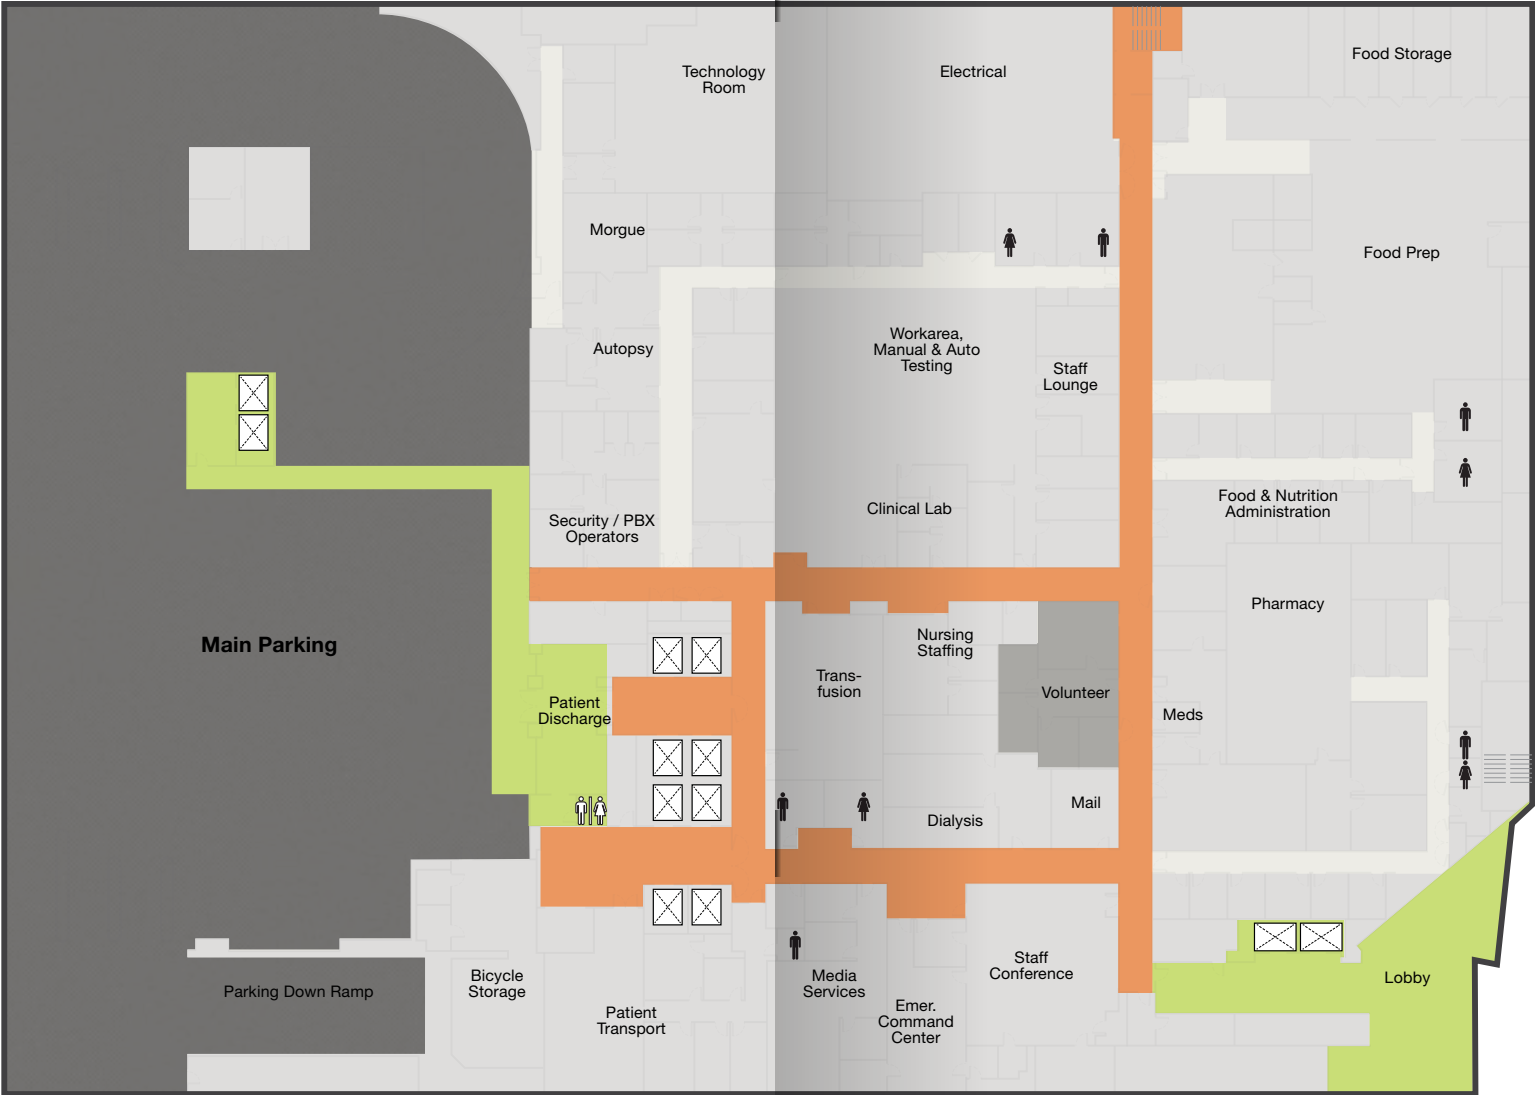 Food Storage
Technology
Room
Electrical
Morgue
Food Prep
Workarea,
Manual & Auto
Testing
Autopsy
Staff
Lounge
Food & Nutrition
Administration
Clinical Lab
Security / PBX
Operators
Pharmacy
Main Parking
Nursing
Staffing
Trans-
fusion
Volunteer
Patient
Discharge
Meds
Mail
Dialysis
Staff
Conference
Bicycle
Storage
Media
Services
Lobby
Parking Down Ramp
Emer.
Command
Center
Patient
Transport